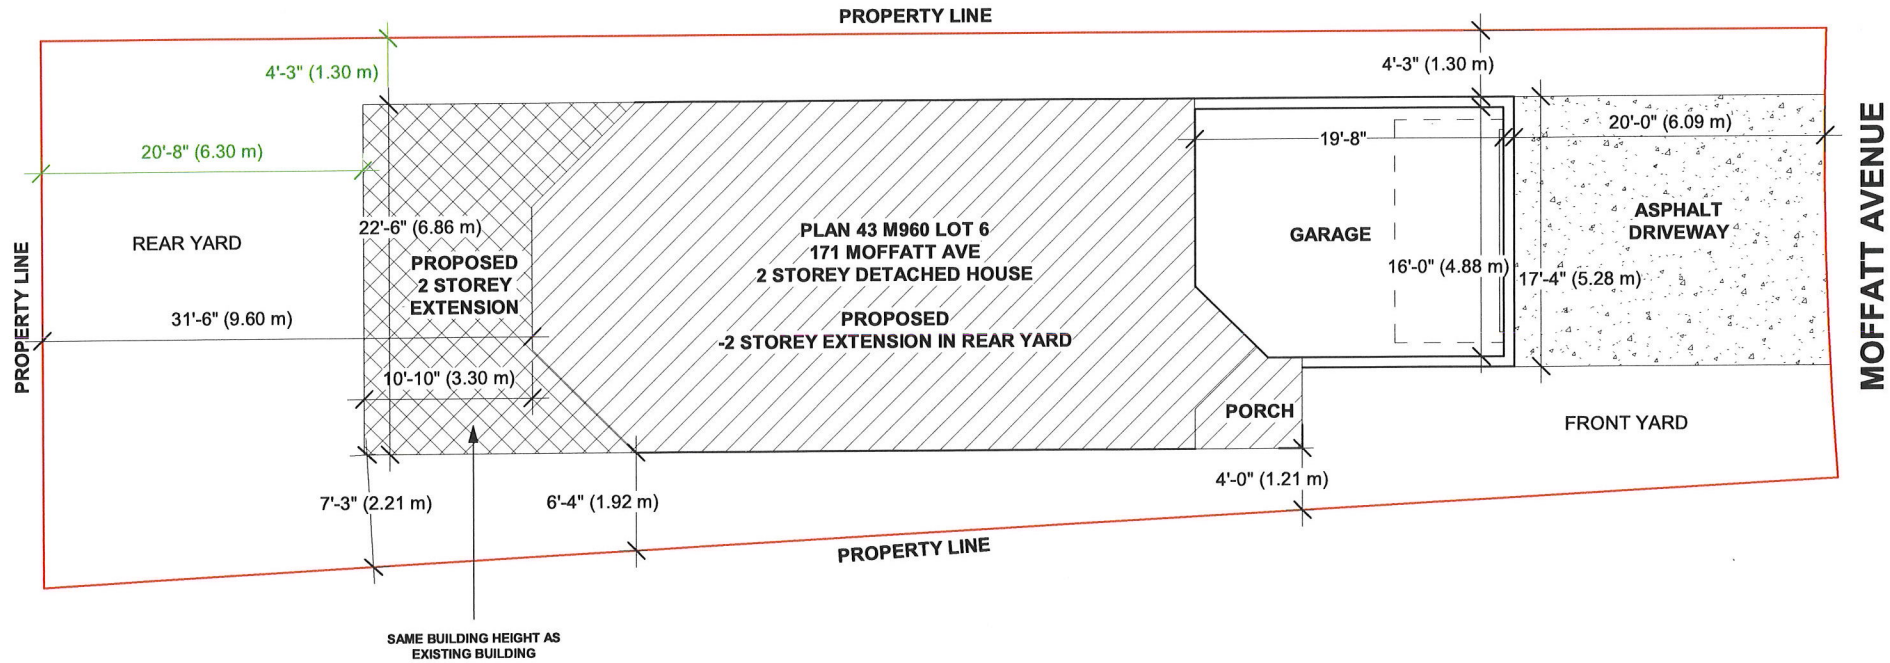 PROPERTY LINE
4'-3" (1.30 m)
4'-3" (1.30 m)
20'-8" (6.30 m)
19'-8"
20'-0" (6.09 m)
22'-6" (6.86 m)
REAR YARD
PROPOSED
2 STOREY
EXTENSION
PLAN 43 M960 LOT 6
171 MOFFATT AVE
2 STOREY DETACHED HOUSE
PROPOSED
-2 STOREY EXTENSION IN REAR YARD
GARAGE
ASPHALT
DRIVEWAY
16'-0" (4.88 m)
17'-4" (5.28 m)
MOFFATT AVENUE
PROPERTY LINE
31'-6" (9.60 m)
10'-10" (3.30 m)
PORCH
FRONT YARD
7'-3" (2.21 m)
6'-4" (1.92 m)
4'-0" (1.21 m)
PROPERTY LINE
SAME BUILDING HEIGHT AS
EXISTING BUILDING